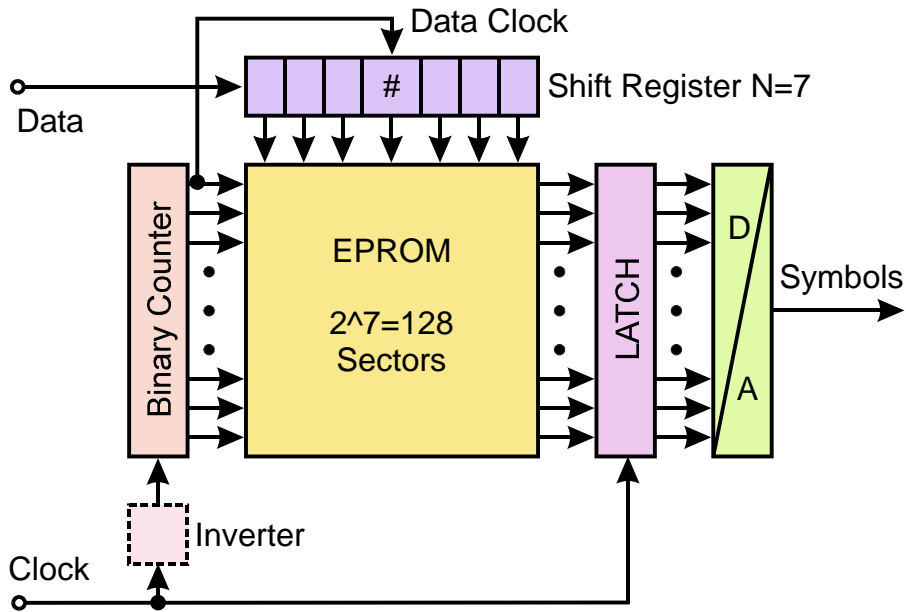 Data Clock
#
Shift Register N=7
Data
Binary Counter
EPROM
2^7=128
Sectors
LATCH
D
A
Symbols
Inverter
Clock